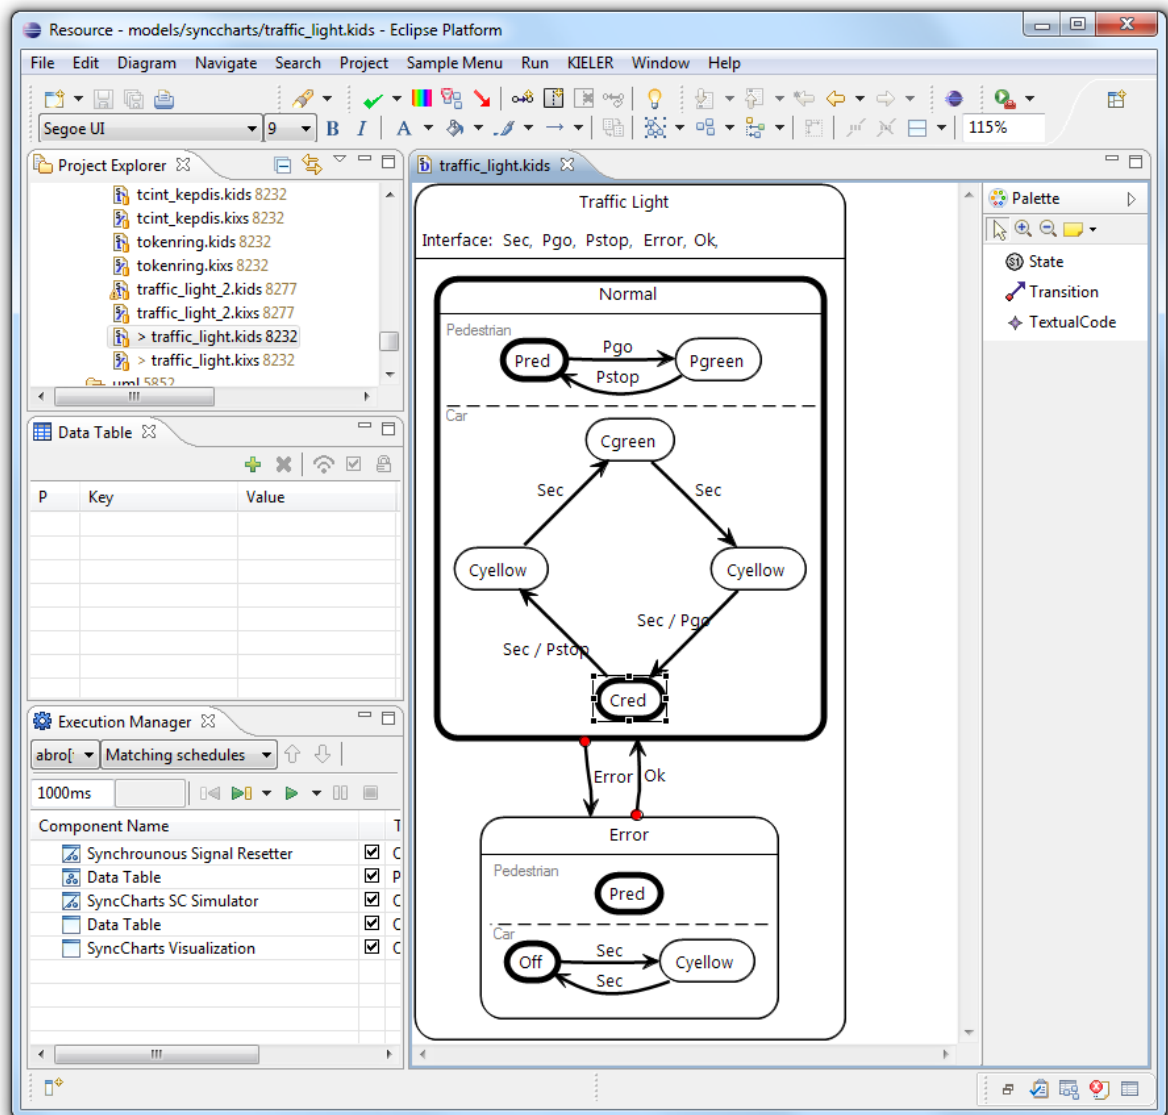 Resource - models/synccharts/traffic_light.kids - Eclipse Platform
File Edit Diagram Navigate Search Project Sample Menu Run KIELER Window Help
Segoe UI 9 B I A 115%
Project Explorer
tcint_kepdis.kids 8232
tcint_kepdis.kixs 8232
tokenring.kids 8232
tokenring.kixs 8232
traffic_light_2.kids 8277
traffic_light_2.kixs 8277
> traffic_light.kids 8232
> traffic_light.kixs 8232
uml 5852
Data Table
P Key Value
Execution Manager
abro[ Matching schedules
1000ms
Component Name T
Synchrounous Signal Resetter C
Data Table P
SyncCharts SC Simulator C
Data Table C
SyncCharts Visualization C
traffic_light.kids
Traffic Light
Interface: Sec, Pgo, Pstop, Error, Ok,
Normal
Pedestrian
Pgo
Pred Pgreen
Pstop
Car
Cgreen
Sec Sec
Cyellow Cyellow
Sec / Pgo
Sec / Pstop
Cred
Error Ok
Error
Pedestrian
Pred
Car
Sec
Off Cyellow
Sec
Palette
S1 State
Transition
TextualCode